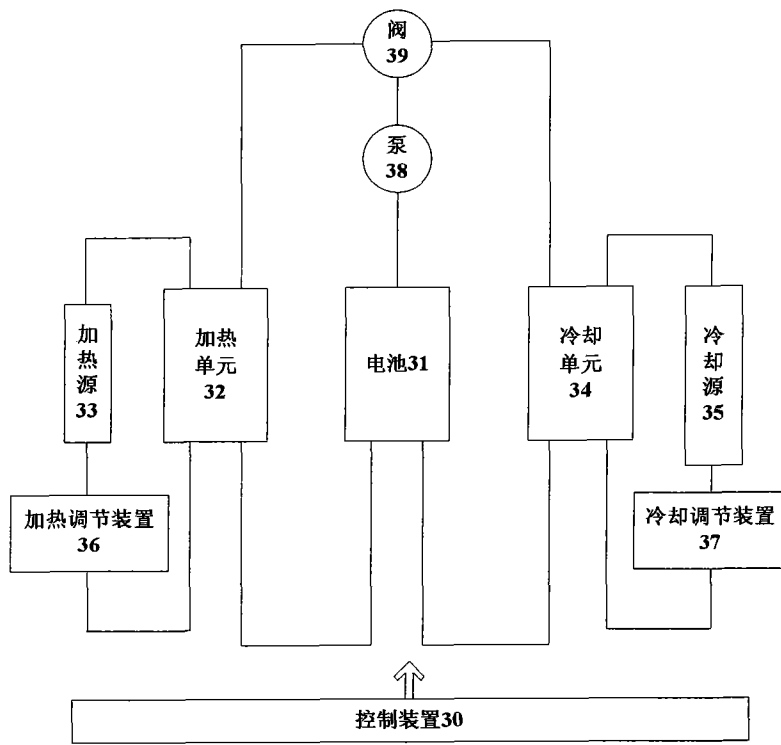 阀
39
泵
38
加
热
源
33
加热
单元
32
电池31
冷却
单元
34
冷
却
源
35
加热调节装置
36
冷却调节装置
37
控制装置30